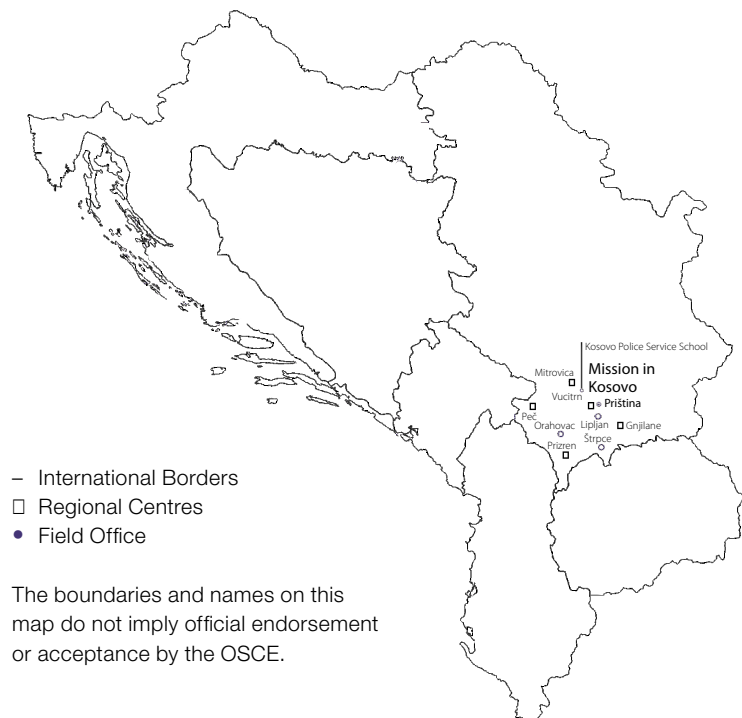 Kosovo Police Service School
Mission in
Kosovo
Mitrovica
Vucitrn
Priština
Peč
Orahovac
Lipljan
Gnjilane
Prizren
Štrpce
– International Borders
Regional Centres
• Field Office
The boundaries and names on this
map do not imply official endorsement
or acceptance by the OSCE.